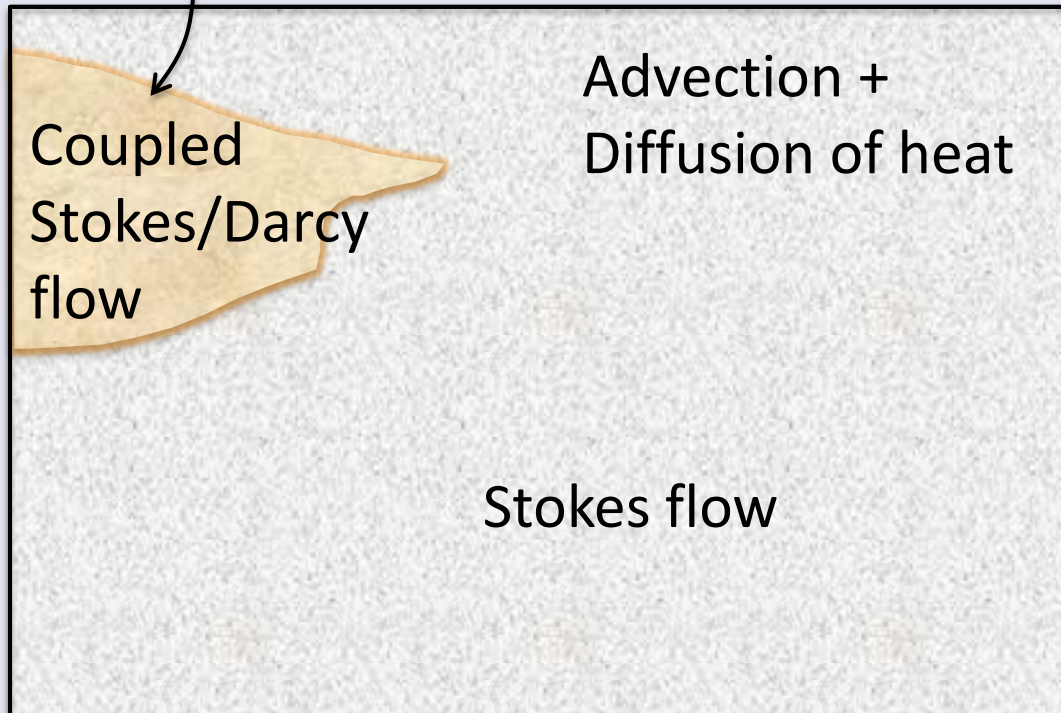 Advection +
Diffusion of heat
Coupled
Stokes/Darcy
flow
Stokes flow